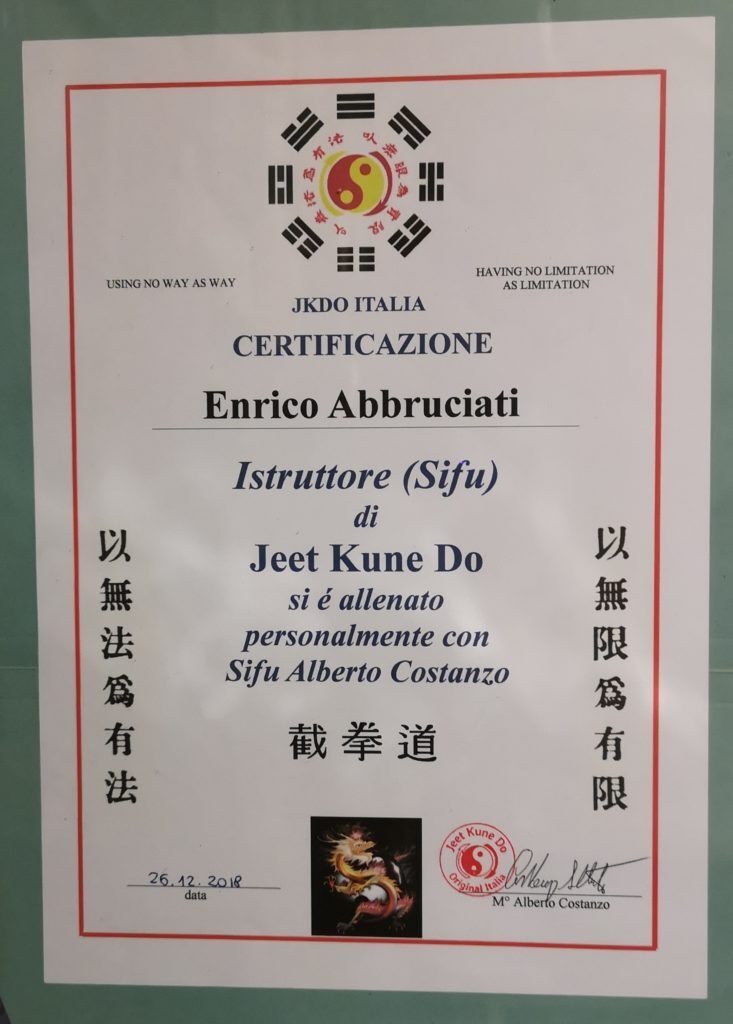 USING NO WAY AS WAY
HAVING NO LIMITATION
AS LIMITATION
JKDO ITALIA
CERTIFICAZIONE
Enrico Abbruciati
Istruttore (Sifu)
di
Jeet Kune Do
si é allenato
personalmente con
Sifu Alberto Costanzo
以無法為有法
以無限為有限
截拳道
26.12.2018
data
Jeet Kune Do
Original Italia
M° Alberto Costanzo